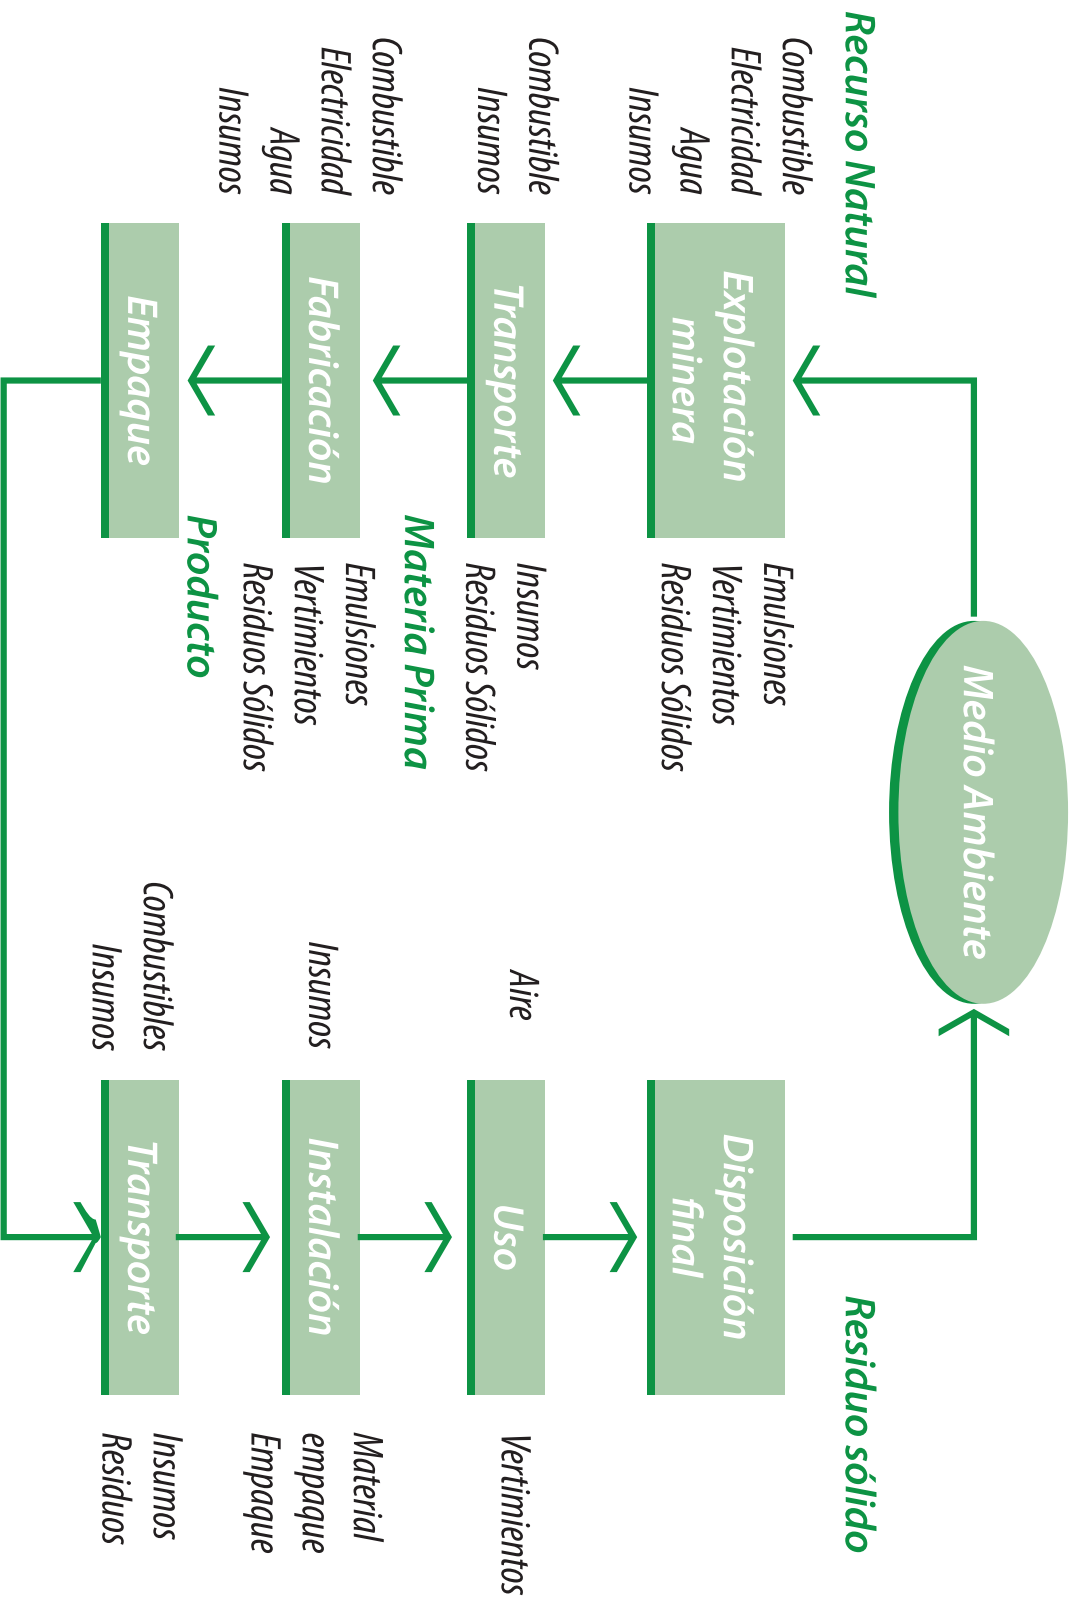 Medio Ambiente
Recurso Natural
Combustible
Electricidad
Agua
Insumos
Explotación
minera
Emulsiones
Vertimientos
Residuos Sólidos
Combustible
Insumos
Transporte
Insumos
Residuos Sólidos
Materia Prima
Combustible
Electricidad
Agua
Insumos
Fabricación
Emulsiones
Vertimientos
Residuos Sólidos
Producto
Empaque
Combustibles
Insumos
Transporte
Insumos
Residuos
Insumos
Instalación
Material
empaque
Empaque
Aire
Uso
Vertimientos
Disposición
final
Residuo sólido